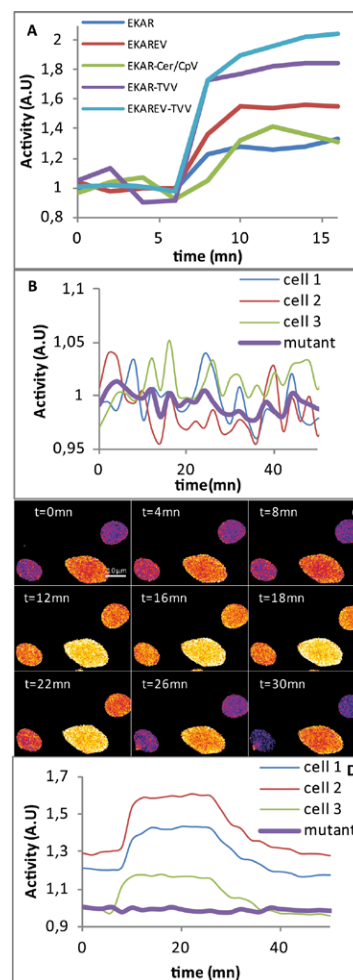 A
EKAR
EKAREV
EKAR-Cer/CpV
EKAR-TVV
EKAREV-TVV
Activity (A.U)
2
1,8
1,6
1,4
1,2
1
0,8
0 5 10 15
time (mn)
B
cell 1
cell 2
cell 3
mutant
Activity (A.U)
1,1
1,05
1
0,95
0 20 40
time(mn)
t=0mn t=4mn t=8mn
10µm
t=12mn t=16mn t=18mn
t=22mn t=26mn t=30mn
D
cell 1
cell 2
cell 3
mutant
Activity (A.U)
1,7
1,5
1,3
1,1
0,9
0 20 40
time (mn)